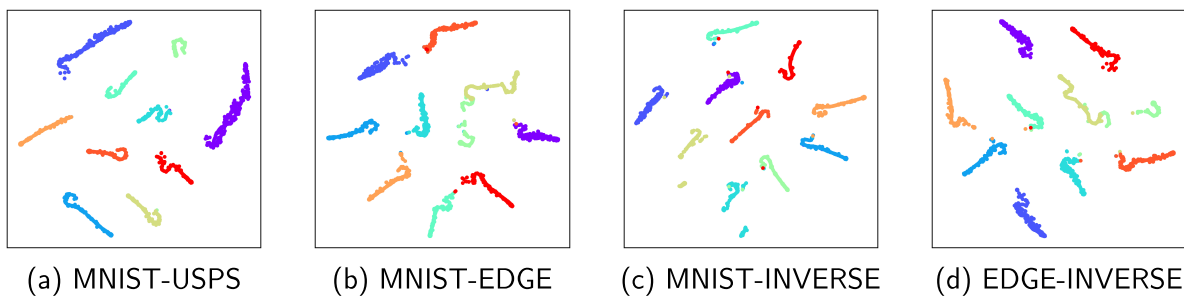 (a) MNIST-USPS
(b) MNIST-EDGE
(c) MNIST-INVERSE
(d) EDGE-INVERSE